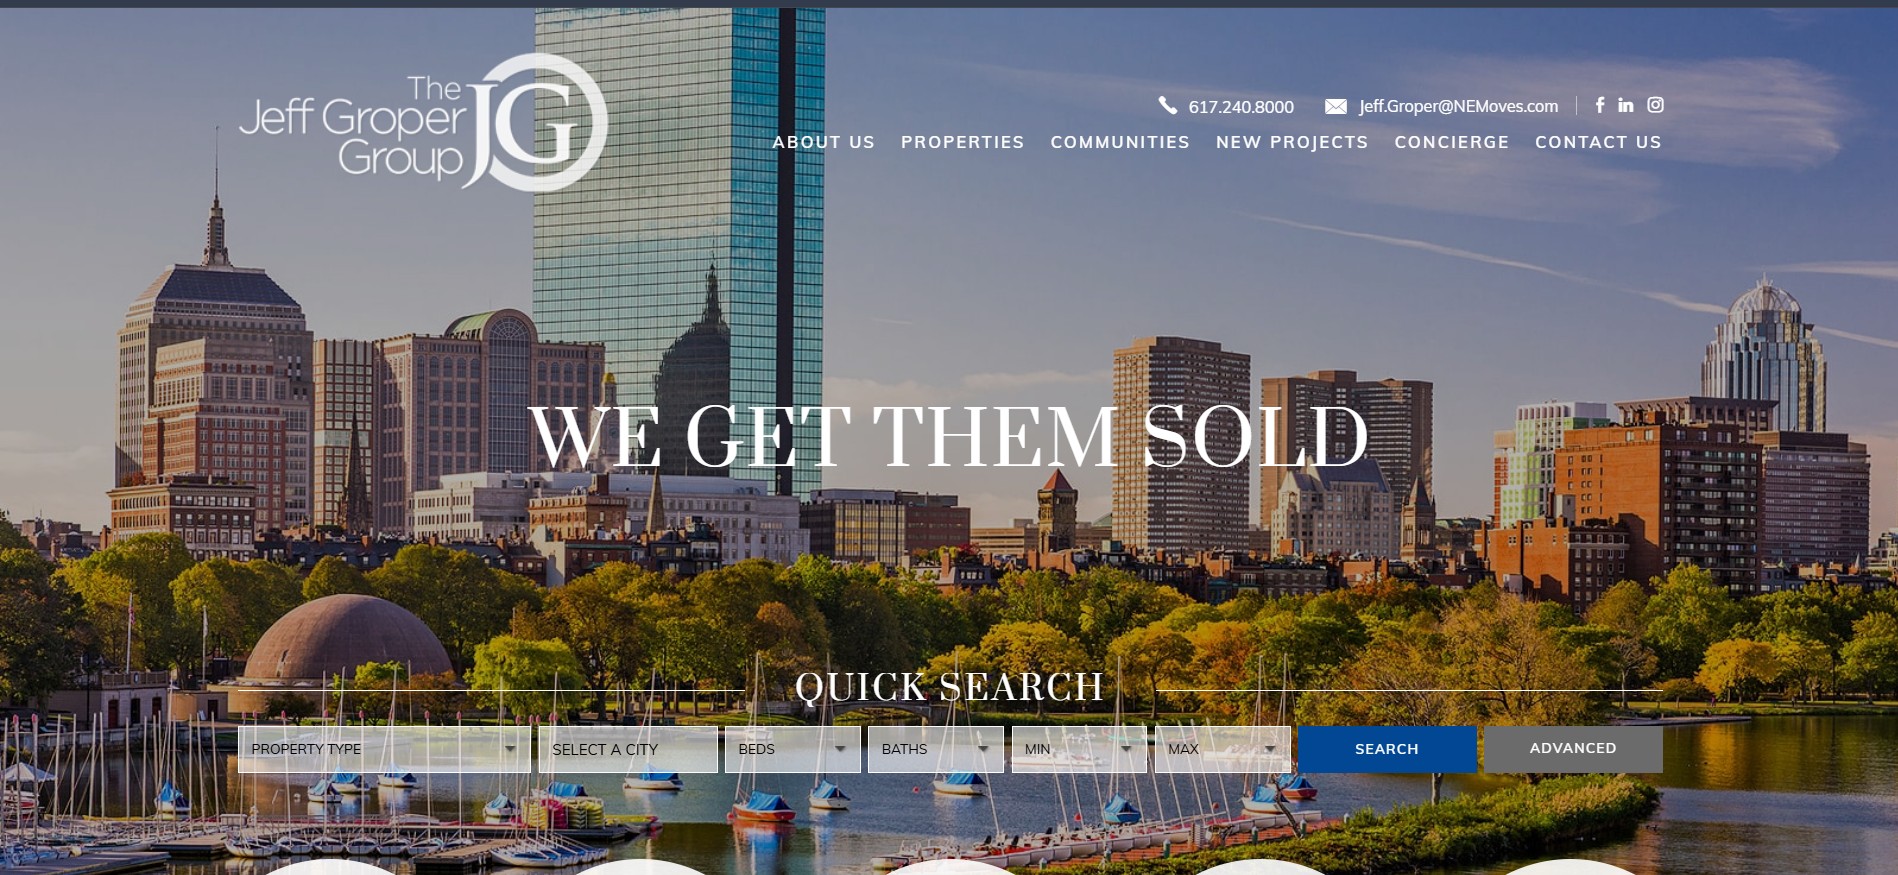 The
Jeff Groper
Group
JG
617.240.8000
Jeff.Groper@NEMoves.com
ABOUT US PROPERTIES COMMUNITIES NEW PROJECTS CONCIERGE CONTACT US
WE GET THEM SOLD
QUICK SEARCH
PROPERTY TYPE SELECT A CITY BEDS BATHS MIN MAX SEARCH ADVANCED